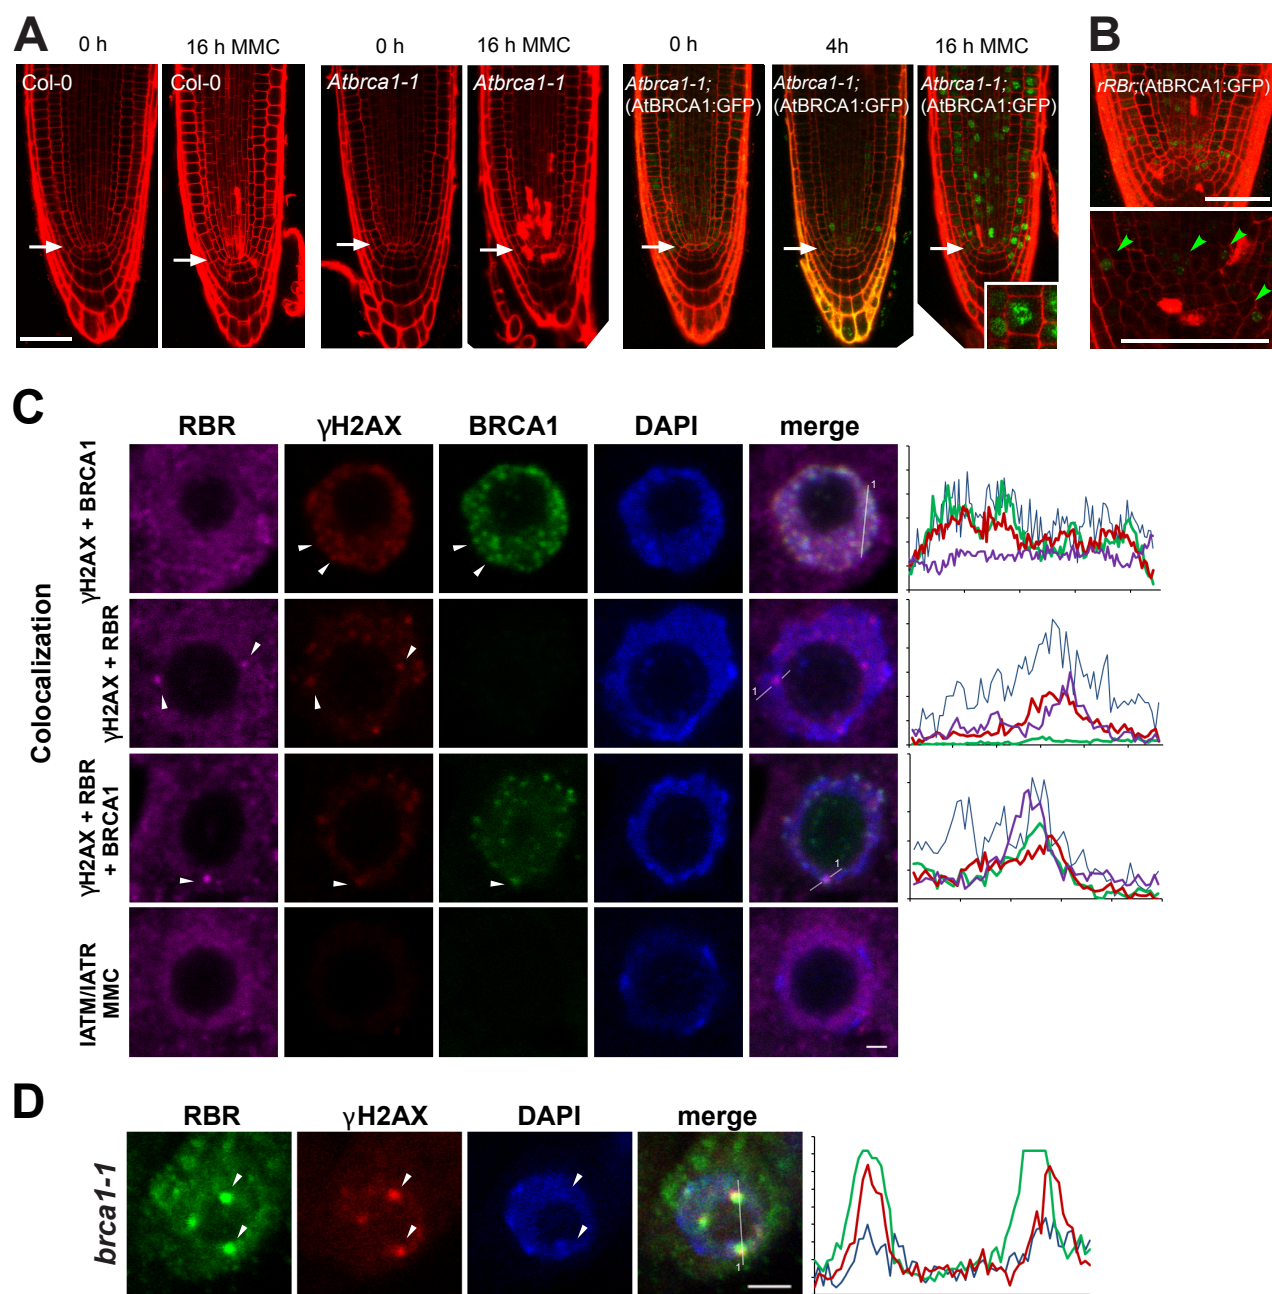 A
B
0 h
16 h MMC
0 h
16 h MMC
0 h
4h
16 h MMC
Col-0
Col-0
Atbrca1-1
Atbrca1-1
Atbrca1-1;
(AtBRCA1:GFP)
Atbrca1-1;
(AtBRCA1:GFP)
Atbrca1-1;
(AtBRCA1:GFP)
rRBr;(AtBRCA1:GFP)
C
RBR
γH2AX
BRCA1
DAPI
merge
Colocalization
γH2AX + BRCA1
1
γH2AX + RBR
1
γH2AX + RBR
+ BRCA1
1
IATM/IATR
MMC
D
RBR
γH2AX
DAPI
merge
brca1-1
1